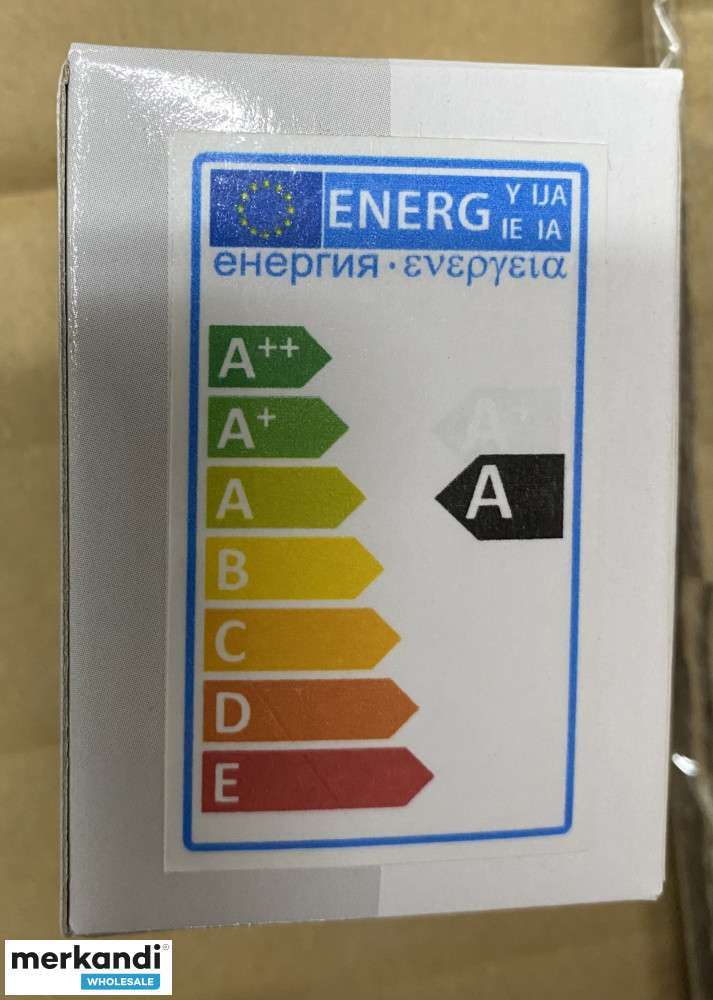 ENERG Y IJA
IE IA
енергия · ενεργεια
A++
A+
A+
A
A
B
C
D
E
merkandi®
WHOLESALE